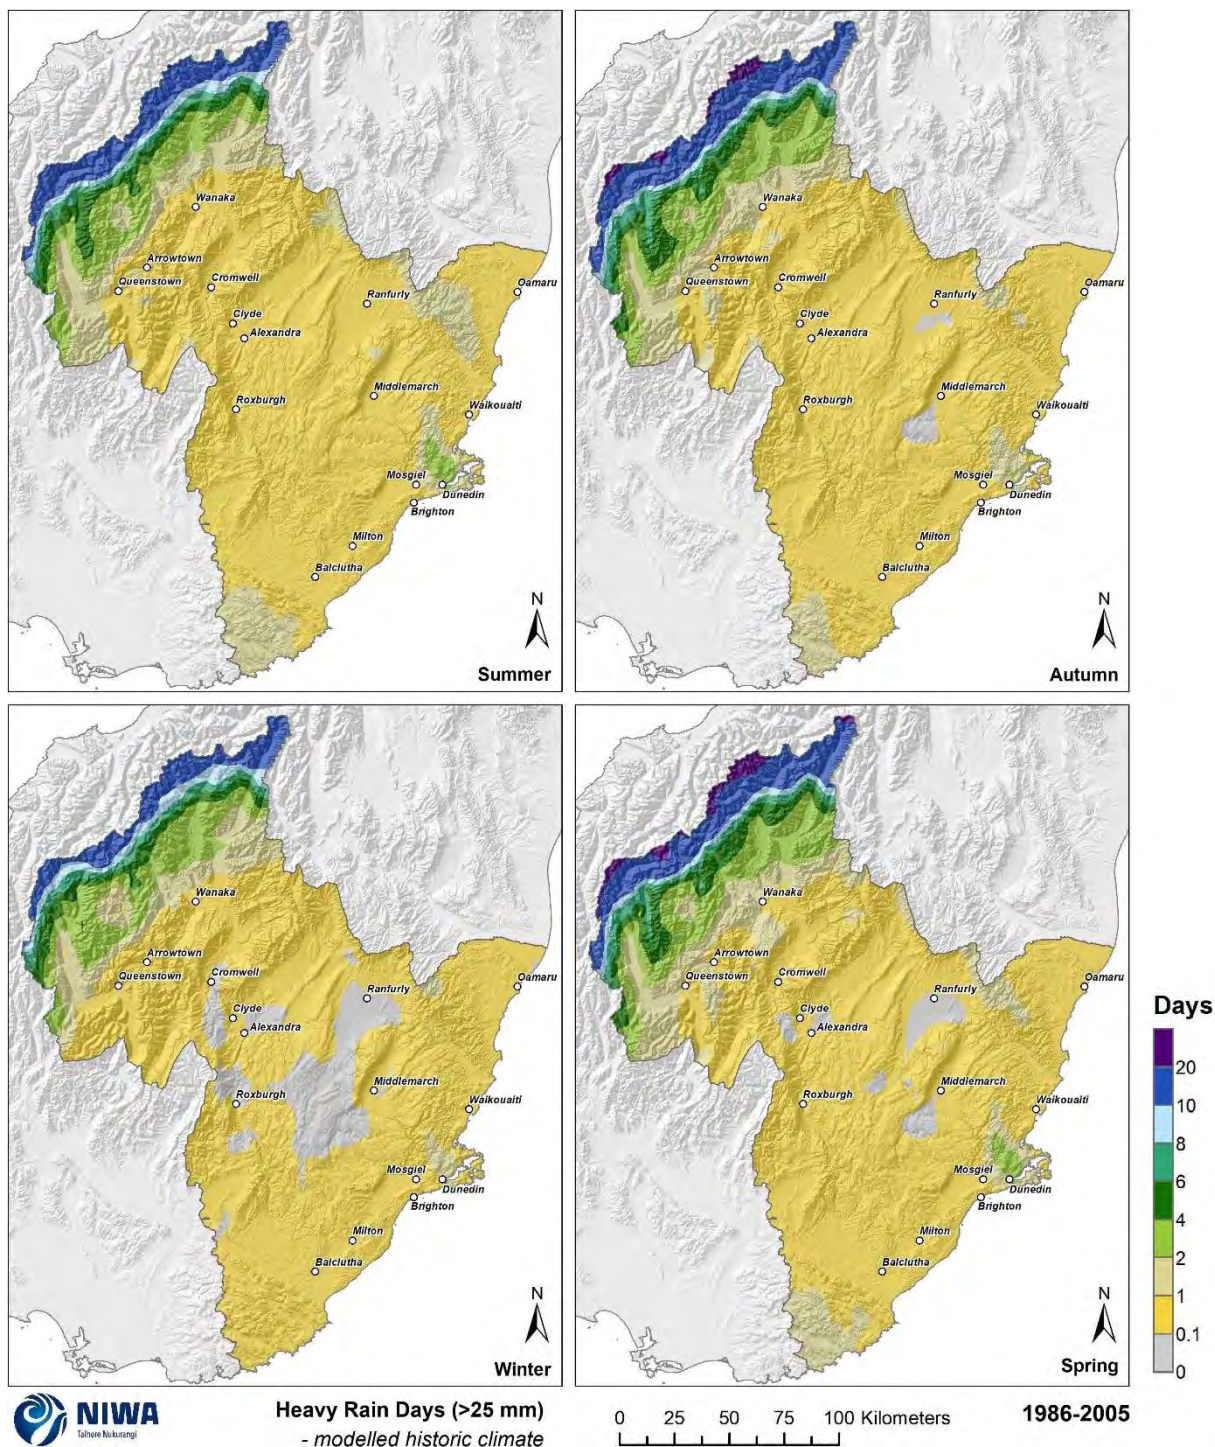 Wanaka
Arrowtown
Queenstown
Cromwell
Clyde
Alexandra
Ranfurly
Oamaru
Roxburgh
Middlemarch
Waikouaiti
Mosgiel
Dunedin
Brighton
Milton
Balclutha
N
Summer
Wanaka
Arrowtown
Queenstown
Cromwell
Clyde
Alexandra
Ranfurly
Oamaru
Roxburgh
Middlemarch
Waikouaiti
Mosgiel
Dunedin
Brighton
Milton
Balclutha
N
Autumn
Wanaka
Arrowtown
Queenstown
Cromwell
Clyde
Alexandra
Ranfurly
Oamaru
Roxburgh
Middlemarch
Waikouaiti
Mosgiel
Dunedin
Brighton
Milton
Balclutha
N
Winter
Wanaka
Arrowtown
Queenstown
Cromwell
Clyde
Alexandra
Ranfurly
Oamaru
Roxburgh
Middlemarch
Waikouaiti
Mosgiel
Dunedin
Brighton
Milton
Balclutha
N
Spring
Days
20
10
8
6
4
2
1
0.1
0
NIWA
Taihoro Nukurangi
Heavy Rain Days (>25 mm)
- modelled historic climate
0 25 50 75 100 Kilometers
1986-2005